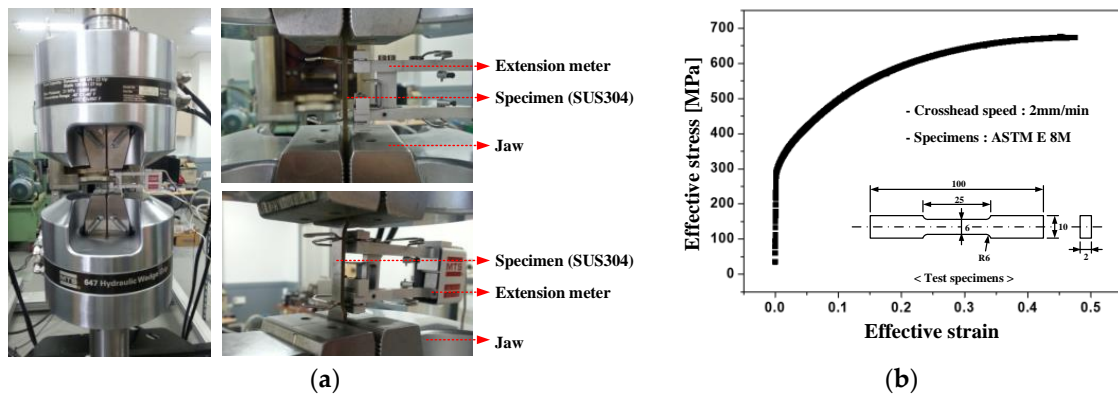 MTS
647 Hydraulic Wedge Grip
MTS
Extension meter
Specimen (SUS304)
Jaw
Specimen (SUS304)
Extension meter
Jaw
(a)
Effective stress [MPa]
700
600
500
400
300
200
100
0
- Crosshead speed : 2mm/min
- Specimens : ASTM E 8M
100
25
6
10
R6
2
< Test specimens >
0.0 0.1 0.2 0.3 0.4 0.5
Effective strain
(b)